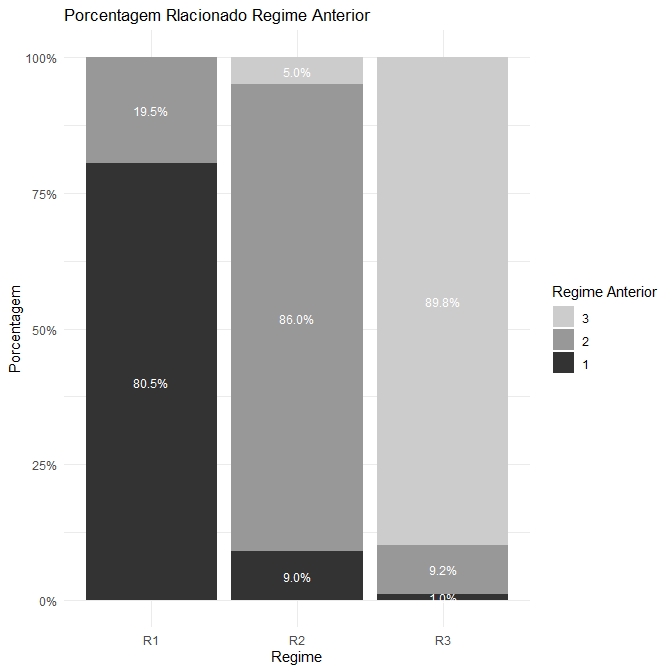 Porcentagem Rlacionado Regime Anterior
100%
75%
50%
25%
0%
Porcentagem
19.5%
80.5%
5.0%
86.0%
9.0%
89.8%
9.2%
1.0%
R1
R2
R3
Regime
Regime Anterior
3
2
1